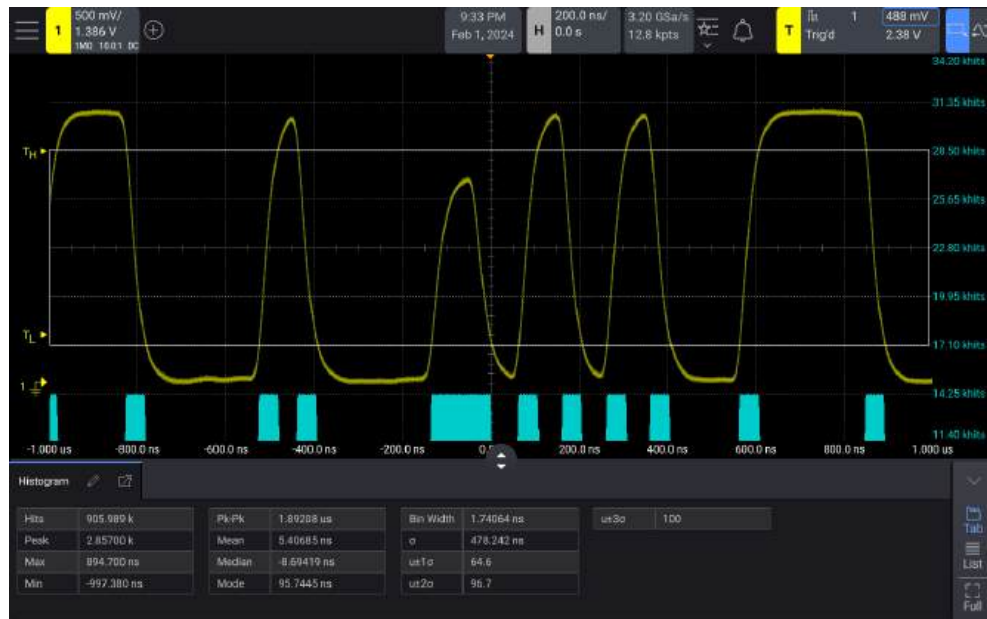 1
500 mV/
1.386 V
1MΩ 10.0:1 DC
9:33 PM
Feb 1, 2024
H
200.0 ns/
0.0 s
3.20 GSa/s
12.8 kpts
T
1
Trig'd
488 mV
2.38 V
34.20 khits
31.35 khits
TH
28.50 khits
25.65 khits
22.80 khits
19.95 khits
TL
17.10 khits
1
14.25 khits
11.40 khits
-1.000 us -800.0 ns -600.0 ns -400.0 ns -200.0 ns 200.0 ns 400.0 ns 600.0 ns 800.0 ns 1.000 us
Histogram
Hits 905.989 k Pk-Pk 1.89208 us Bin Width 1.74064 ns u±3σ 100
Peak 2.85700 k Mean 5.40685 ns σ 478.242 ns
Max 894.700 ns Median -8.69419 ns u±1σ 64.6
Min -997.380 ns Mode 95.7445 ns u±2σ 96.7
Tab
List
Full